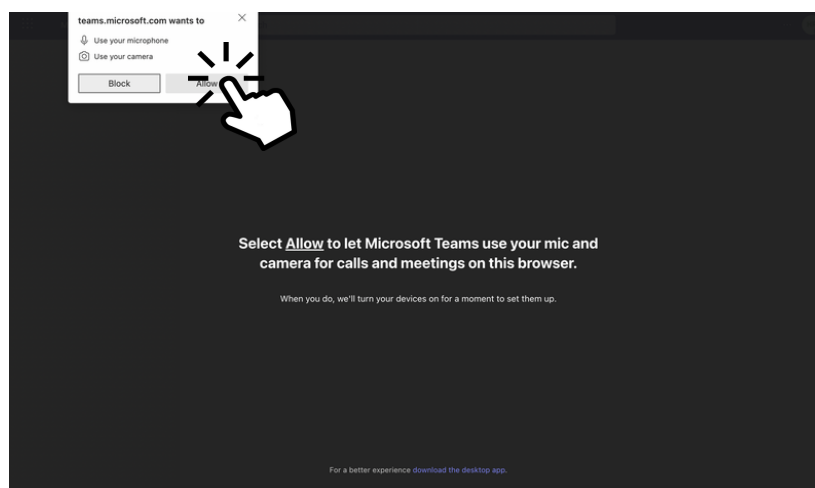 teams.microsoft.com wants to
Use your microphone
Use your camera
Block
Allow
Select Allow to let Microsoft Teams use your mic and
camera for calls and meetings on this browser.
When you do, we'll turn your devices on for a moment to set them up.
For a better experience download the desktop app.